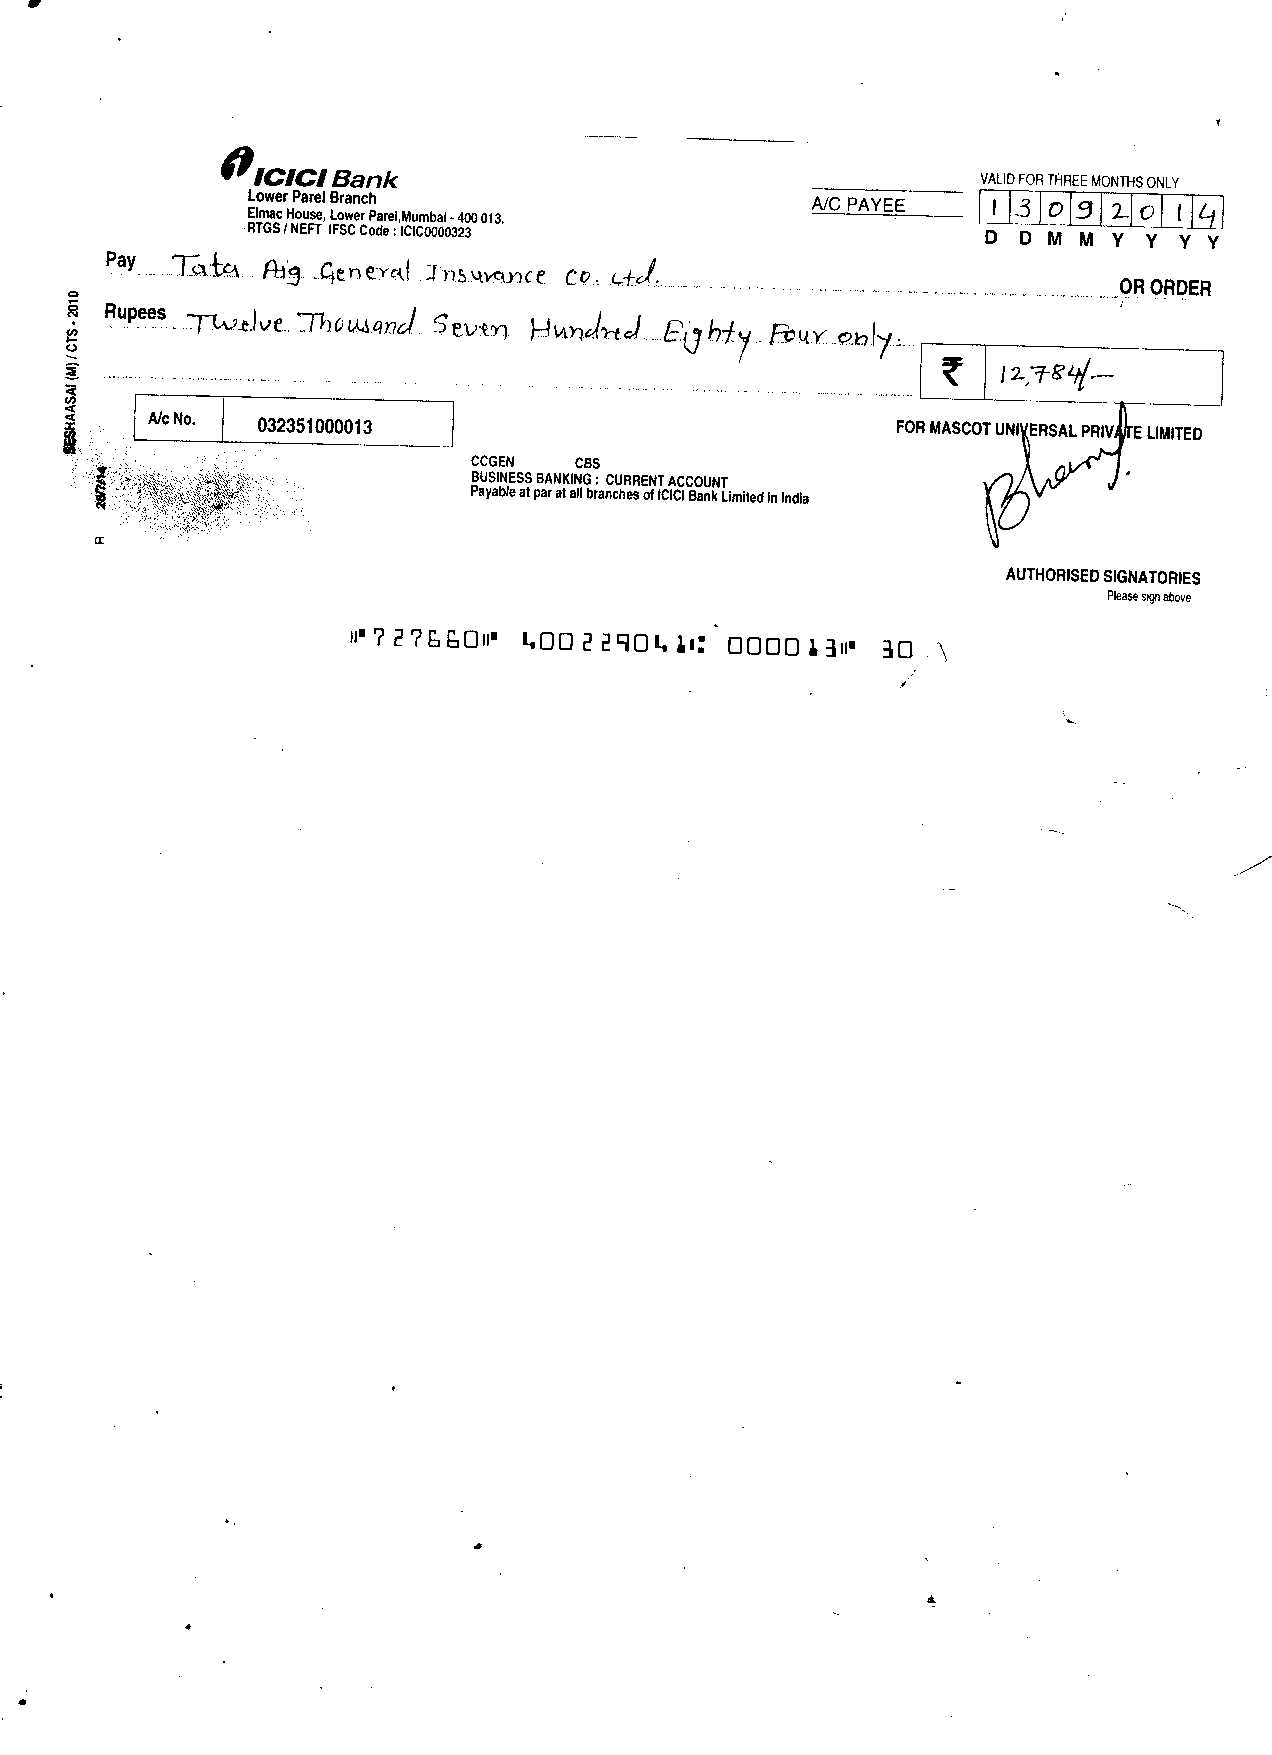 ICICI Bank
Lower Parel Branch
Elmac House, Lower Parel, Mumbai - 400 013.
RTGS / NEFT IFSC Code : ICIC0000323
A/C PAYEE
VALID FOR THREE MONTHS ONLY
1 3 0 9 2 0 1 4
D D M M Y Y Y Y
Pay Tata Aig General Insurance Co. Ltd.
OR ORDER
Rupees Twelve Thousand Seven Hundred Eighty Four only.
₹ 12,784/-
A/c No. 032351000013
FOR MASCOT UNIVERSAL PRIVATE LIMITED
CCGEN CBS
BUSINESS BANKING : CURRENT ACCOUNT
Payable at par at all branches of ICICI Bank Limited in India
AUTHORISED SIGNATORIES
Please sign above
⑈727660⑈ 400229041⑆ 000013⑈ 30
SESHAASAI (M) / CTS - 2010